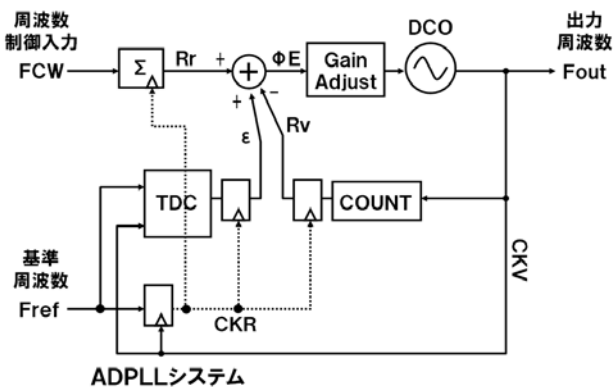 周波数
制御入力
FCW
Σ
Rr
+
+
ΦE
−
+
Gain
Adjust
DCO
出力
周波数
Fout
ε
Rv
TDC
COUNT
CKV
基準
周波数
Fref
CKR
ADPLLシステム